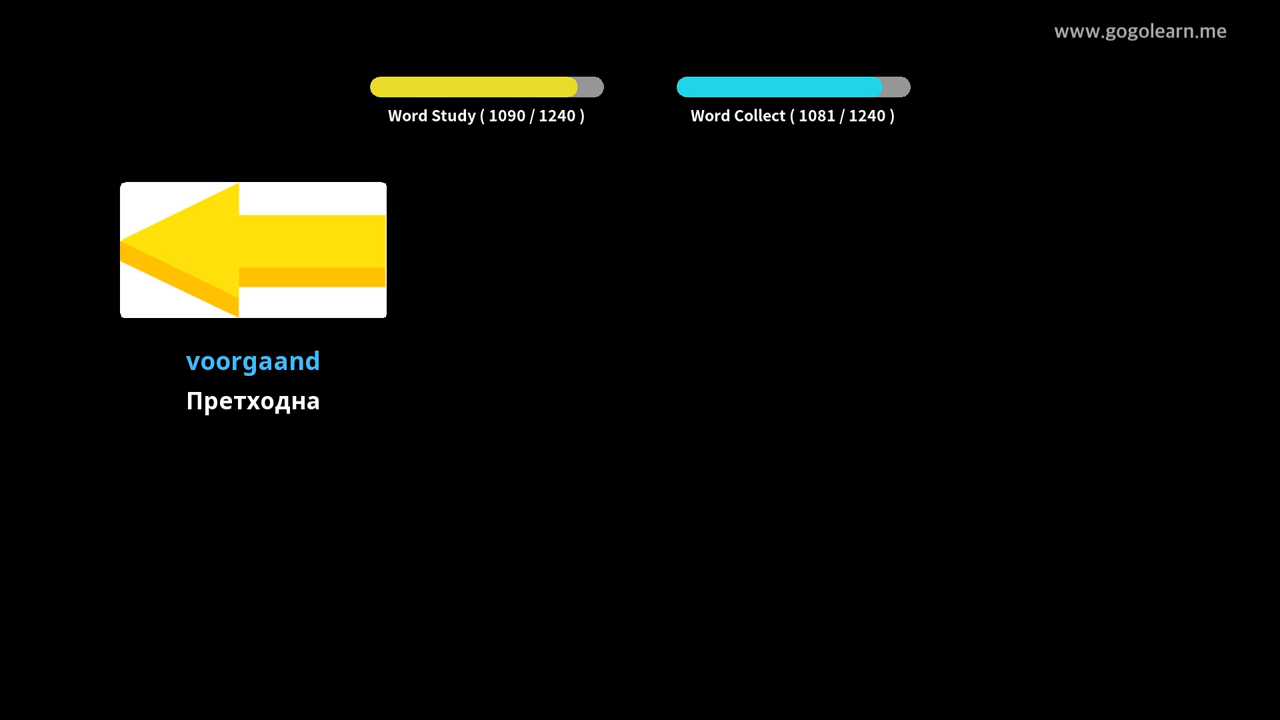 www.gogolearn.me
Word Study ( 1090 / 1240 )
Word Collect ( 1081 / 1240 )
voorgaand
Претходна